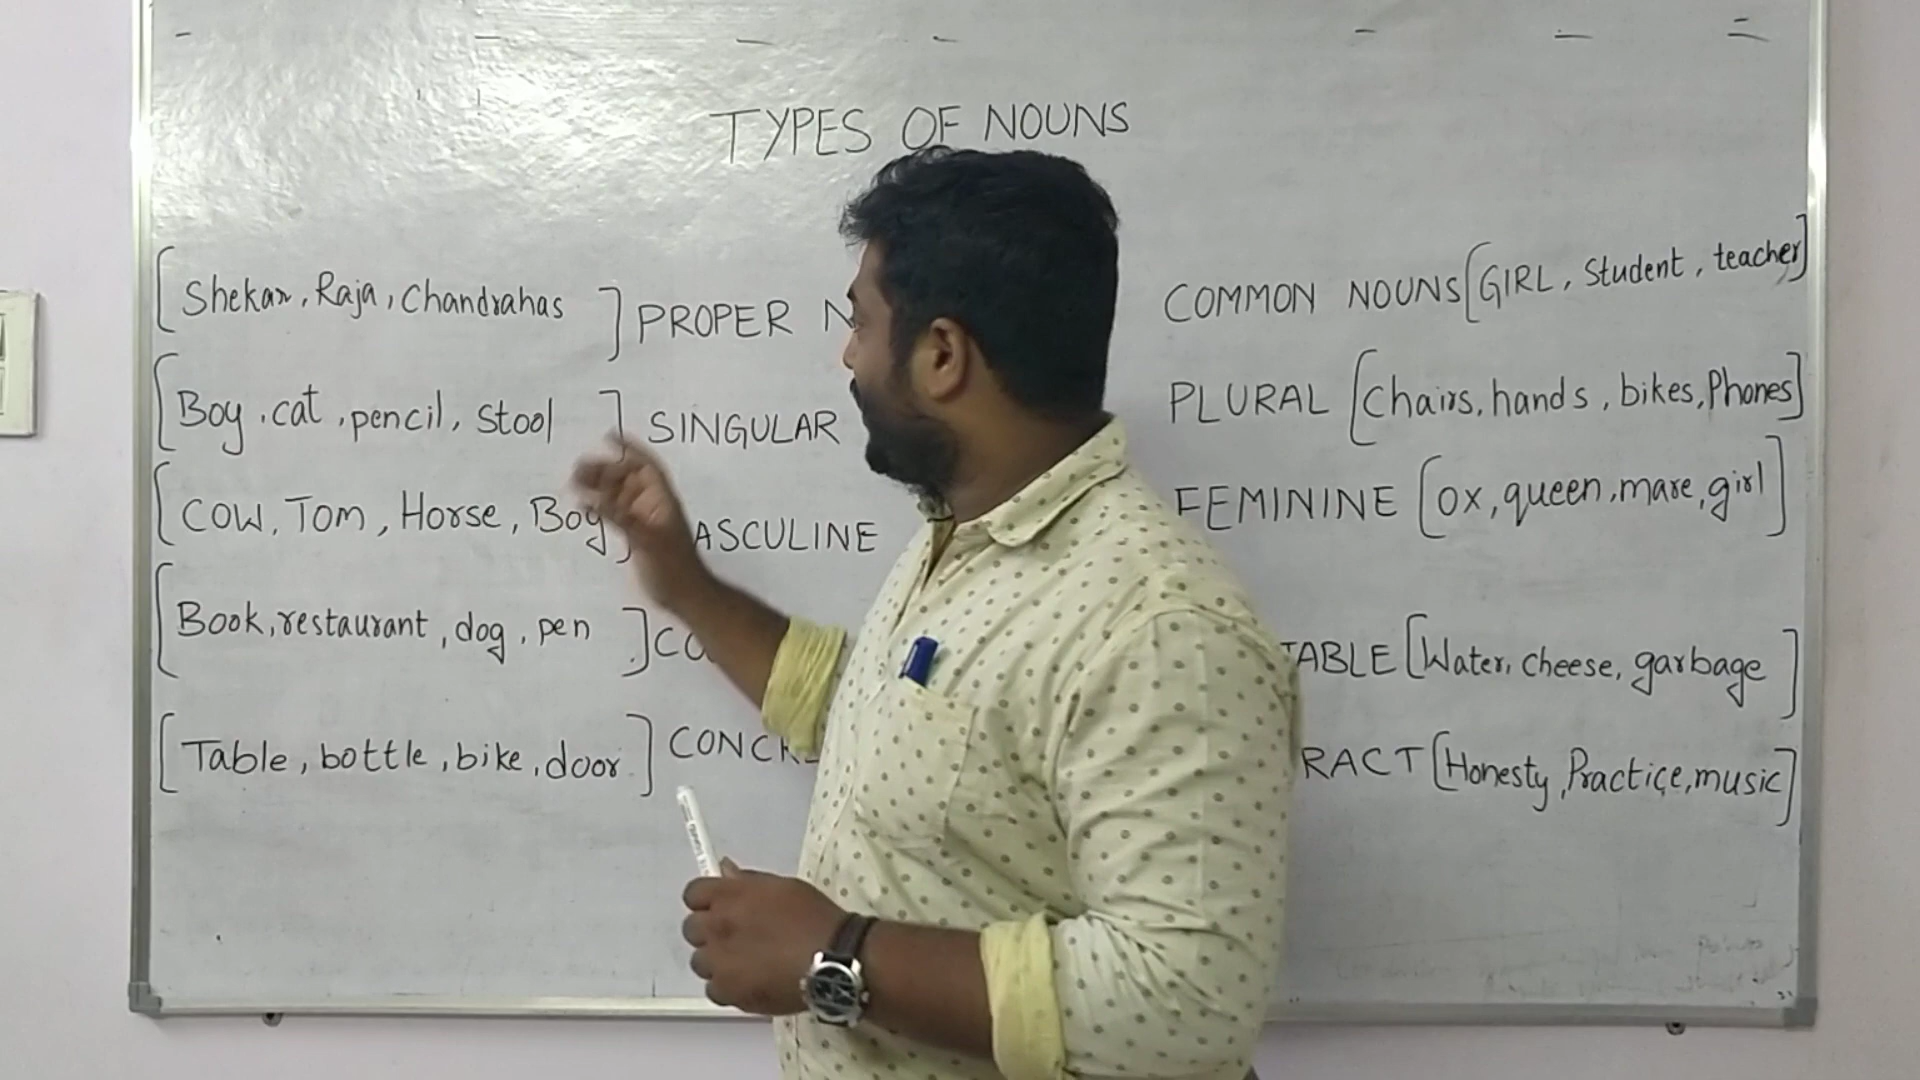 TYPES OF NOUNS
[Shekar, Raja, Chandrahas] PROPER
COMMON NOUNS [GIRL, Student, teacher]
[Boy, cat, pencil, Stool] SINGULAR
PLURAL [Chairs, hands, bikes, Phones]
[COW, Tom, Horse, Boy] ASCULINE
FEMININE [OX, queen, mare, girl]
[Book, restaurant, dog, pen] CO
TABLE [Water, cheese, garbage]
[Table, bottle, bike, door.] CONCRE
RACT [Honesty, Practice, music]